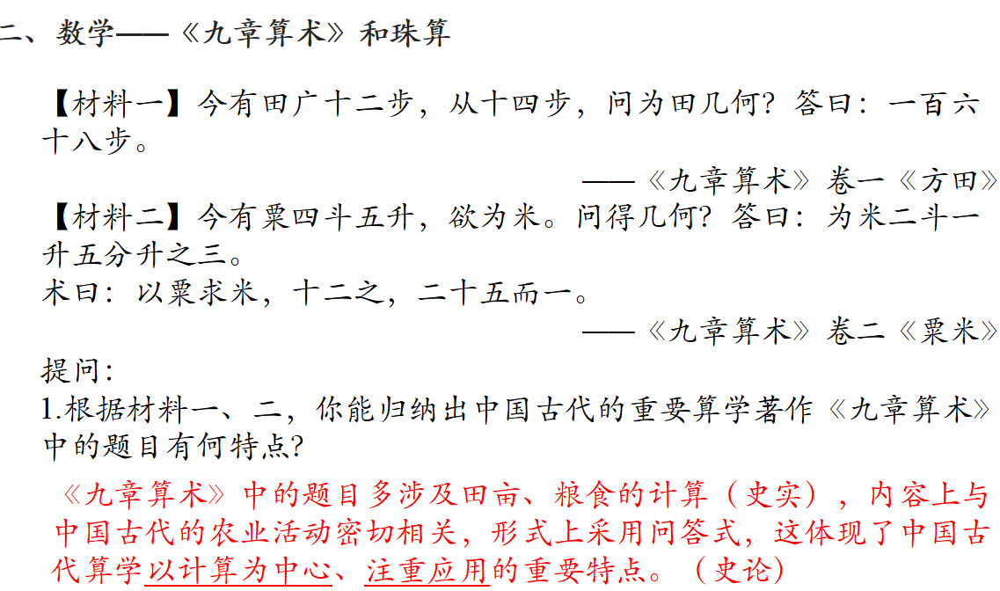 二、数学——《九章算术》和珠算
【材料一】今有田广十二步，从十四步，问为田几何？答曰：一百六
十八步。
——《九章算术》卷一《方田》
【材料二】今有粟四斗五升，欲为米。问得几何？答曰：为米二斗一
升五分升之三。
术曰：以粟求米，十二之，二十五而一。
——《九章算术》卷二《粟米》
提问：
1.根据材料一、二，你能归纳出中国古代的重要算学著作《九章算术》
中的题目有何特点？
《九章算术》中的题目多涉及田亩、粮食的计算（史实），内容上与
中国古代的农业活动密切相关，形式上采用问答式，这体现了中国古
代算学以计算为中心、注重应用的重要特点。（史论）